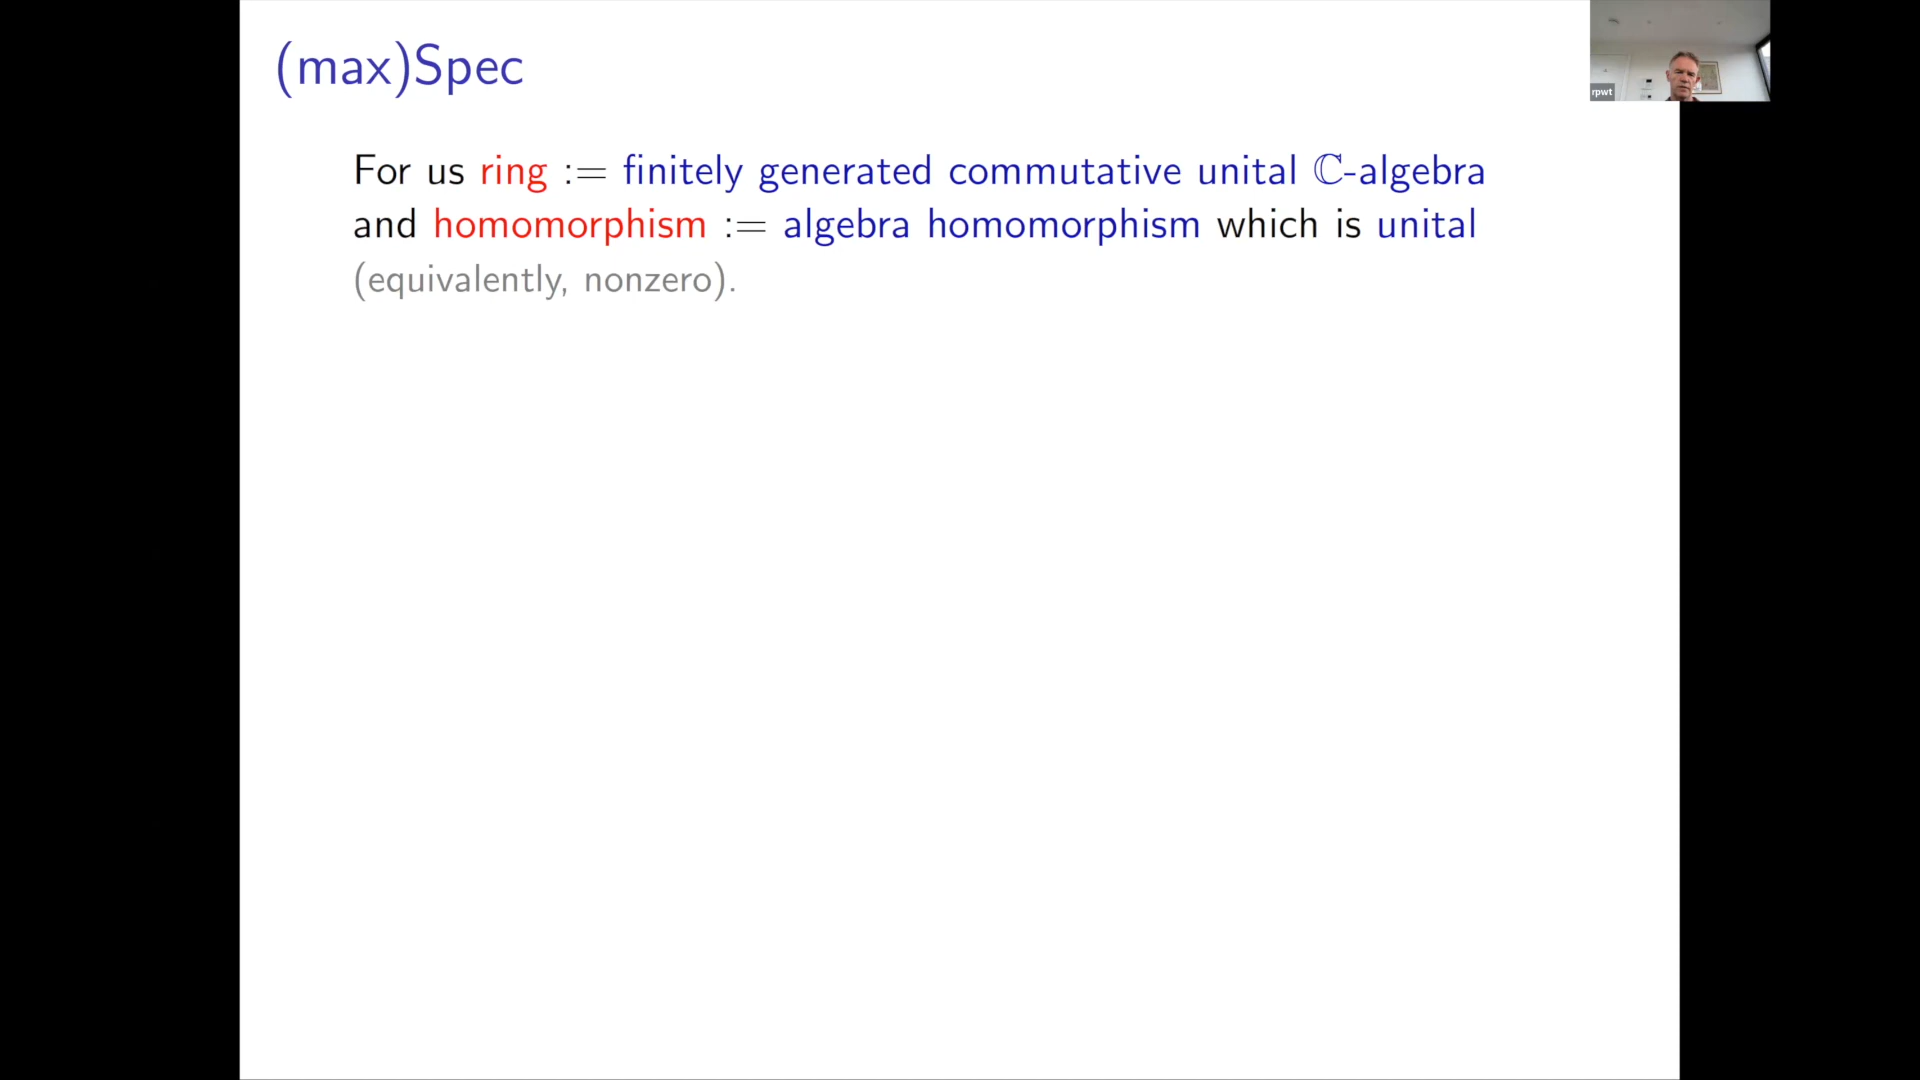 (max)Spec
rpwt
For us ring := finitely generated commutative unital ℂ-algebra
and homomorphism := algebra homomorphism which is unital
(equivalently, nonzero).